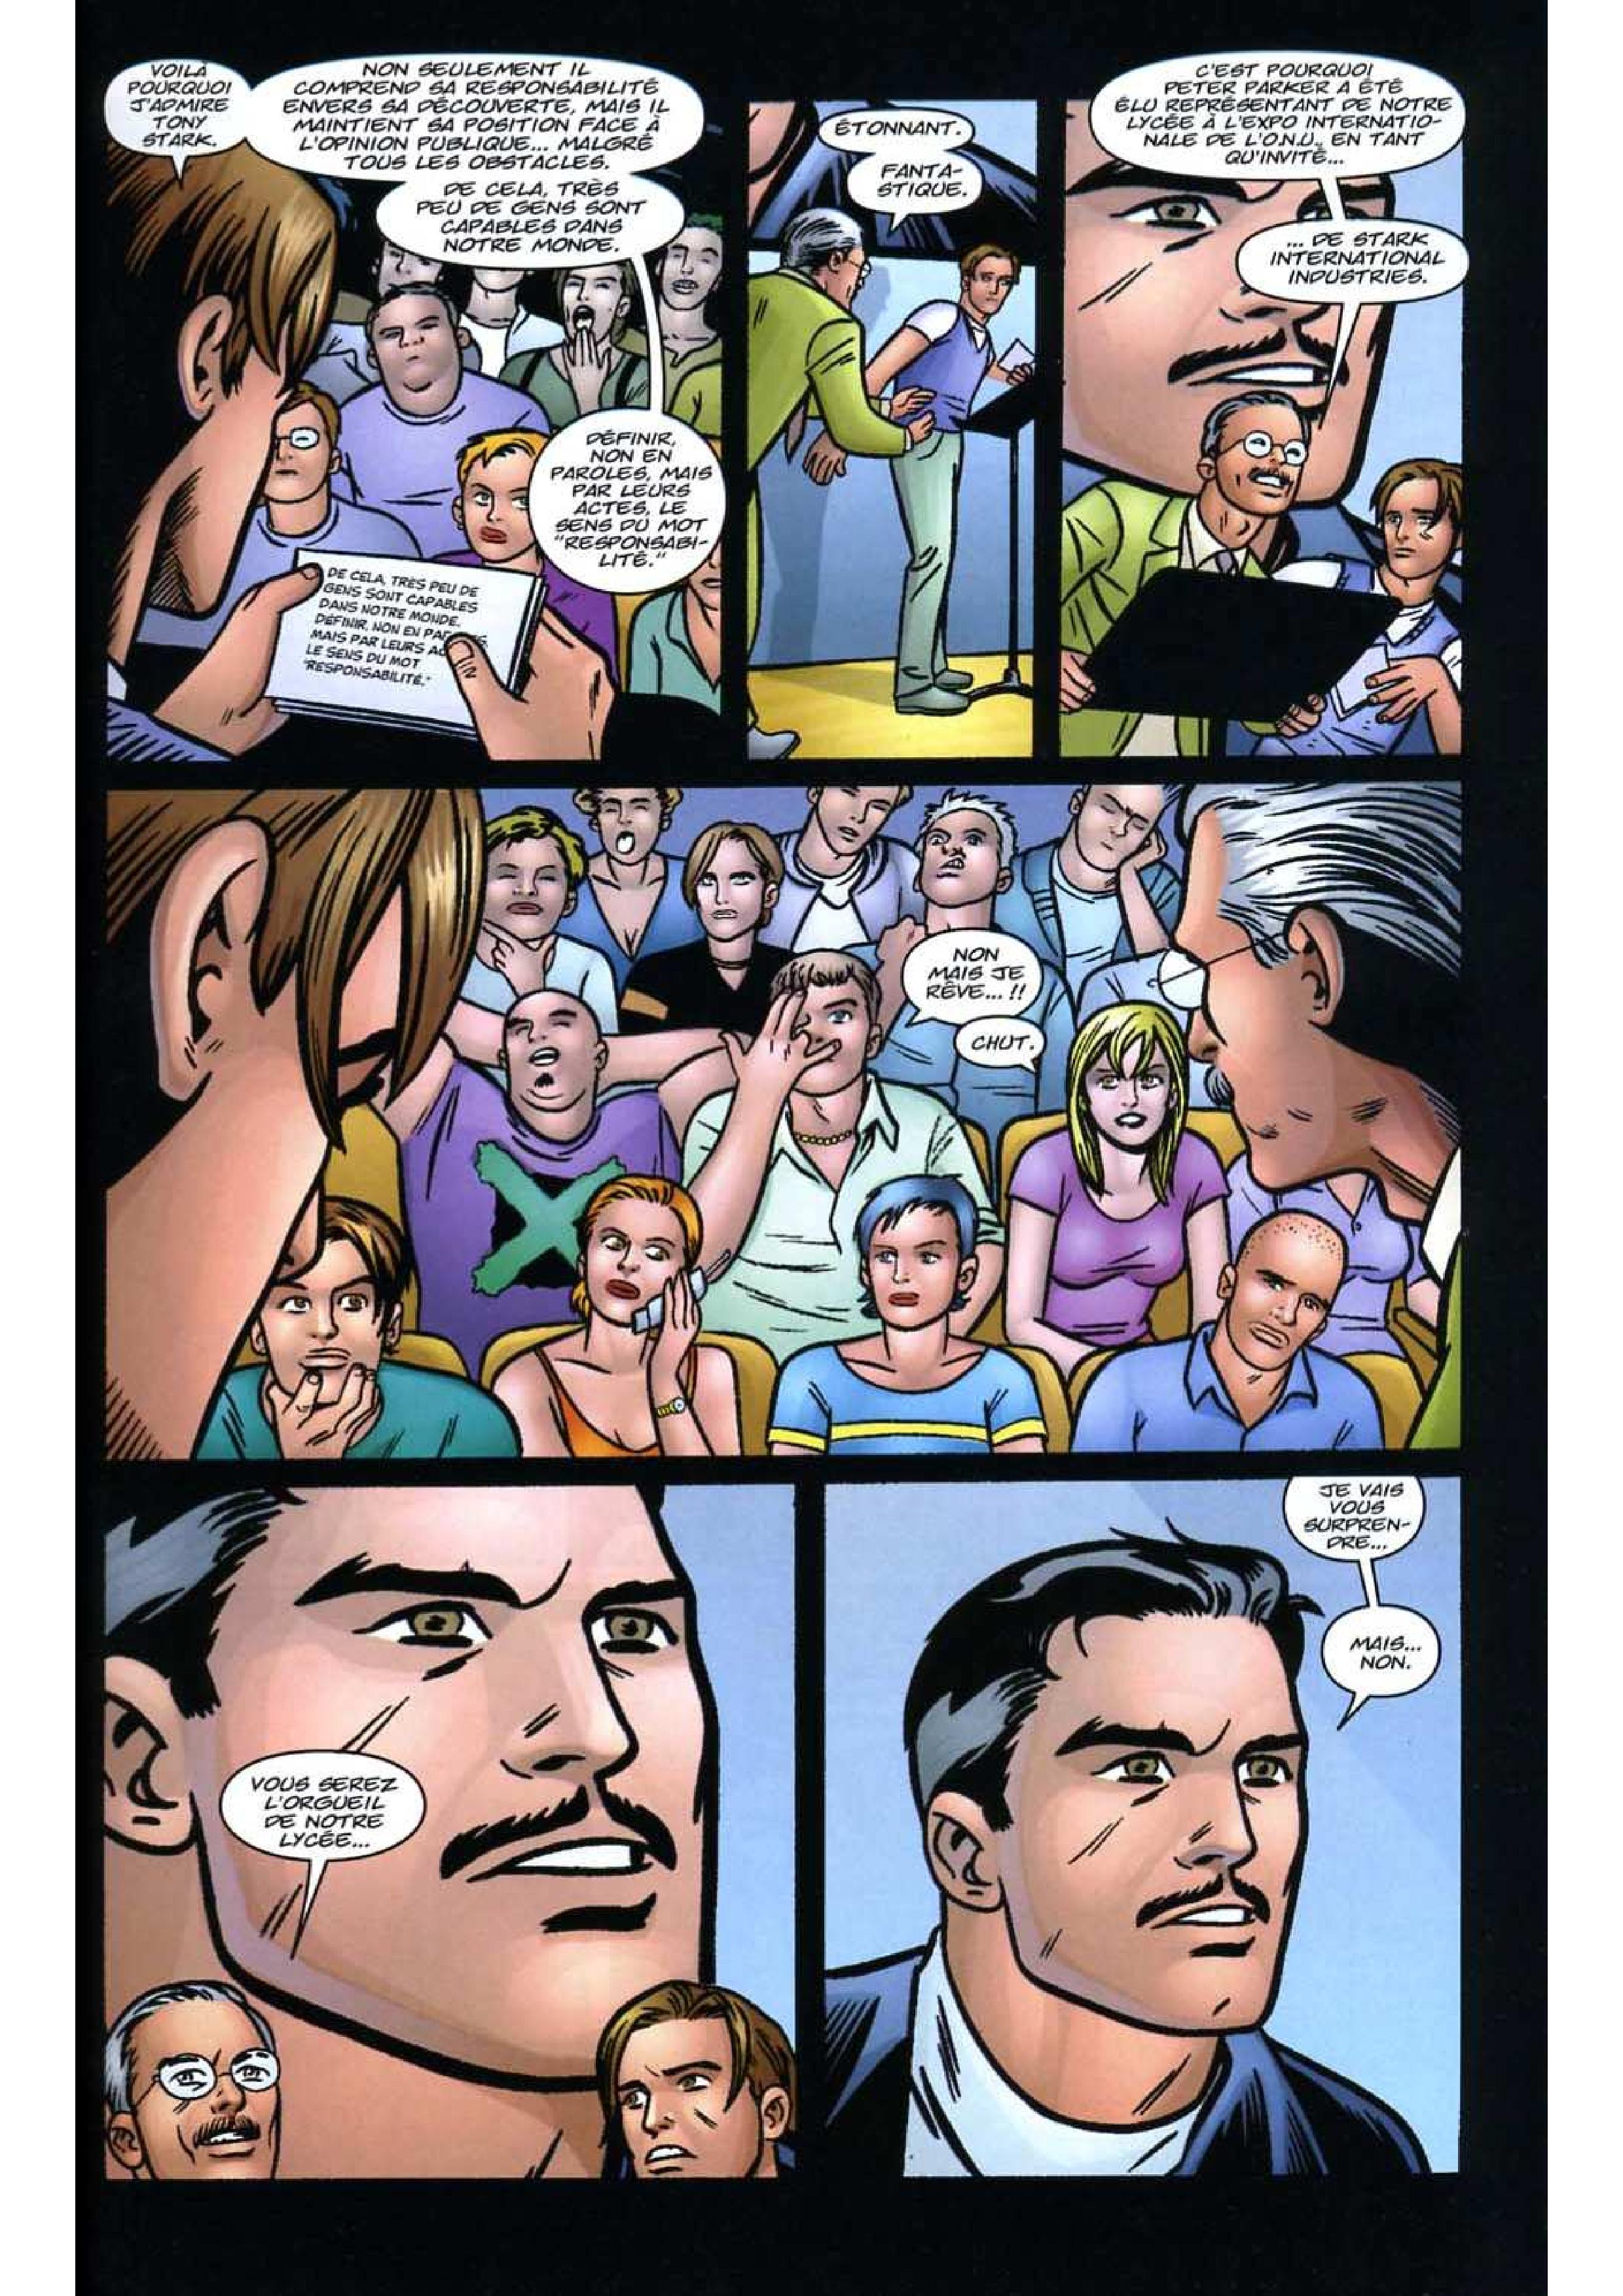 VOILÀ
POURQUOI
J'ADMIRE
TONY
STARK.
NON SEULEMENT IL
COMPREND SA RESPONSABILITÉ
ENVERS SA DÉCOUVERTE, MAIS IL
MAINTIENT SA POSITION FACE À
L'OPINION PUBLIQUE... MALGRÉ
TOUS LES OBSTACLES.
DE CELA, TRÈS
PEU DE GENS SONT
CAPABLES DANS
NOTRE MONDE.
DÉFINIR,
NON EN
PAROLES, MAIS
PAR LEURS
ACTES, LE
SENS DU MOT
"RESPONSABI-
LITÉ."
DE CELA, TRÈS PEU DE
GENS SONT CAPABLES
DANS NOTRE MONDE.
DÉFINIR, NON EN
MAIS PAR LEURS
LE SENS DU MOT
"RESPONSABILITÉ."
ÉTONNANT.
FANTA-
STIQUE.
C'EST POURQUOI
PETER PARKER A ÉTÉ
ÉLU REPRÉSENTANT DE NOTRE
LYCÉE À L'EXPO INTERNATIO-
NALE DE L'O.N.U., EN TANT
QU'INVITÉ...
... DE STARK
INTERNATIONAL
INDUSTRIES.
NON
MAIS JE
RÊVE... !!
CHUT.
X
VOUS SEREZ
L'ORGUEIL
DE NOTRE
LYCÉE...
JE VAIS
VOUS
SURPREN-
DRE...
MAIS...
NON.